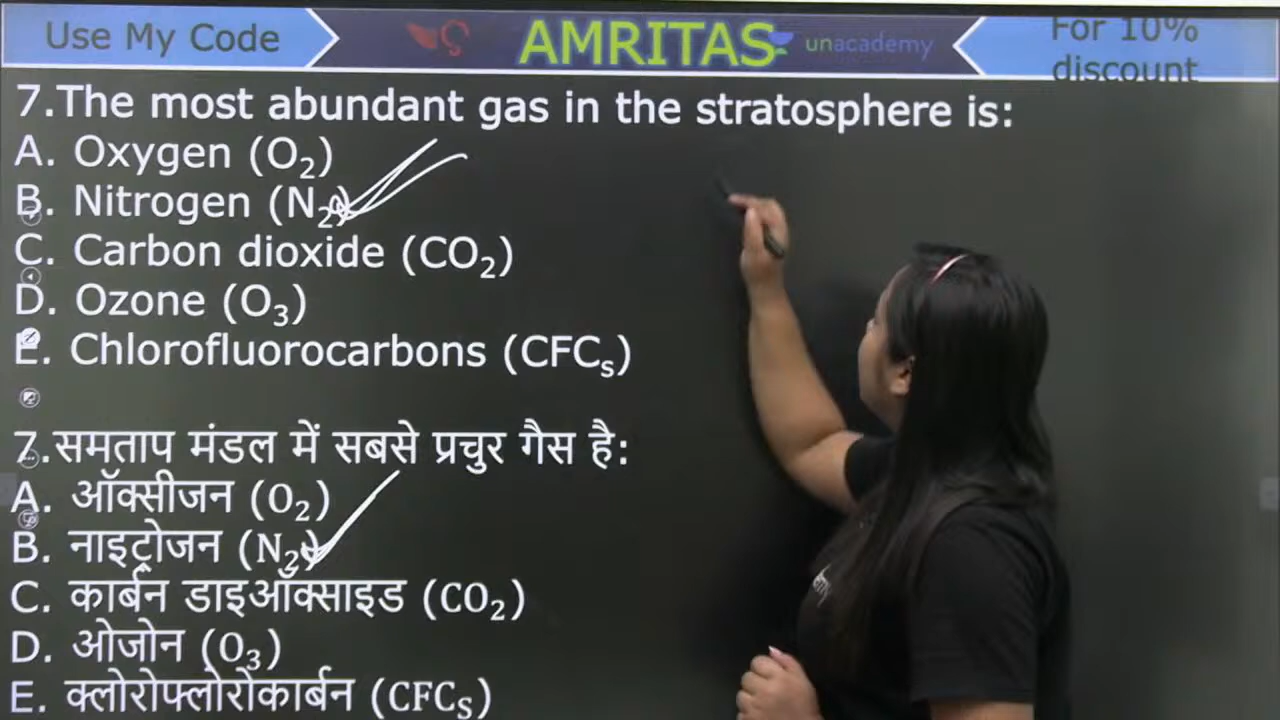 Use My Code
AMRITAS
unacademy
For 10%
discount
7.The most abundant gas in the stratosphere is:
A. Oxygen (O₂)
B. Nitrogen (N₂)
C. Carbon dioxide (CO₂)
D. Ozone (O₃)
E. Chlorofluorocarbons (CFCₛ)
7.समताप मंडल में सबसे प्रचुर गैस है:
A. ऑक्सीजन (O₂)
B. नाइट्रोजन (N₂)
C. कार्बन डाइऑक्साइड (CO₂)
D. ओजोन (O₃)
E. क्लोरोफ्लोरोकार्बन (CFCₛ)